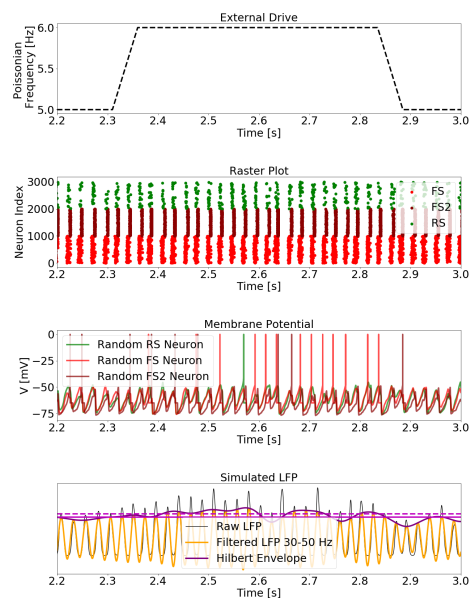 External Drive
Poissonian
Frequency [Hz]
6.0
5.5
5.0
2.2 2.3 2.4 2.5 2.6 2.7 2.8 2.9 3.0
Time [s]
Raster Plot
Neuron Index
3000
2000
1000
0
FS
FS2
RS
2.2 2.3 2.4 2.5 2.6 2.7 2.8 2.9 3.0
Time [s]
Membrane Potential
V [mV]
0
−25
−50
−75
Random RS Neuron
Random FS Neuron
Random FS2 Neuron
2.2 2.3 2.4 2.5 2.6 2.7 2.8 2.9 3.0
Time [s]
Simulated LFP
Raw LFP
Filtered LFP 30-50 Hz
Hilbert Envelope
2.2 2.3 2.4 2.5 2.6 2.7 2.8 2.9 3.0
Time [s]